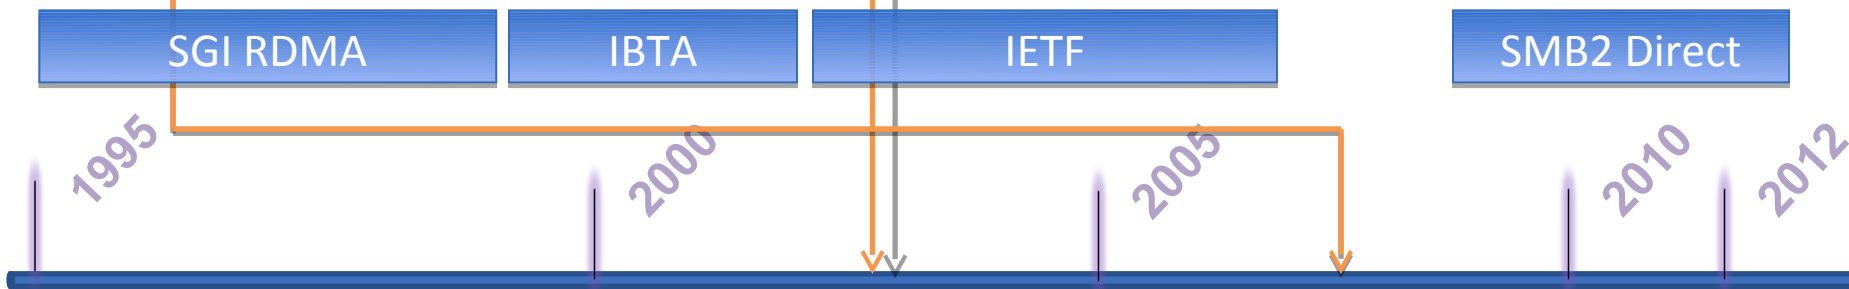 SGI RDMA
IBTA
IETF
SMB2 Direct
1995
2000
2005
2010
2012